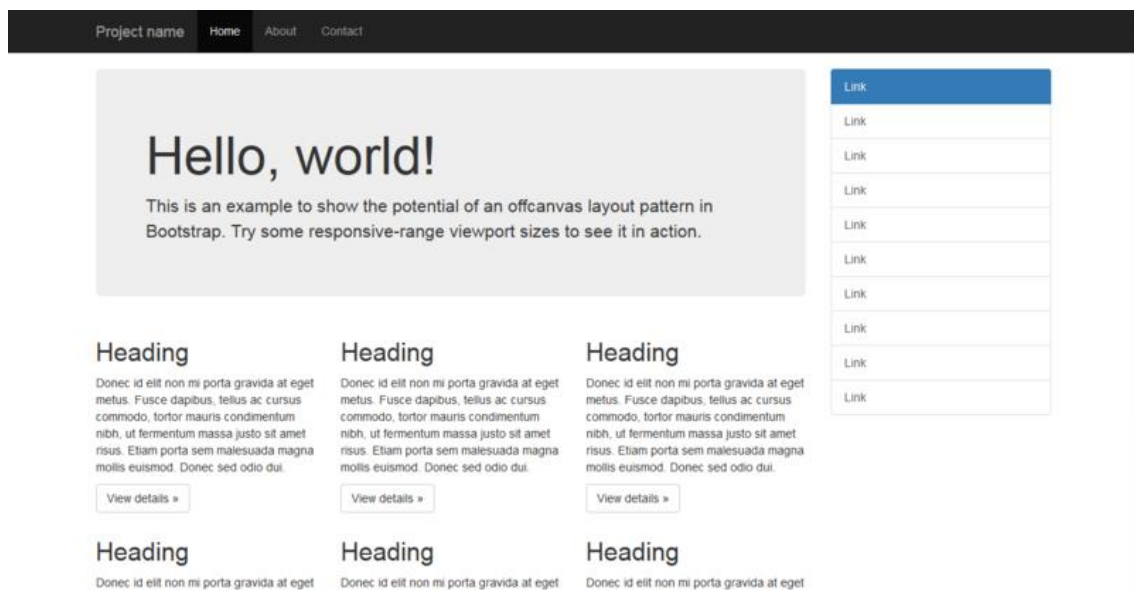 Project name Home About Contact
Hello, world!
This is an example to show the potential of an offcanvas layout pattern in
Bootstrap. Try some responsive-range viewport sizes to see it in action.
Link
Link
Link
Link
Link
Link
Link
Link
Link
Link
Heading
Donec id elit non mi porta gravida at eget
metus. Fusce dapibus, tellus ac cursus
commodo, tortor mauris condimentum
nibh, ut fermentum massa justo sit amet
risus. Etiam porta sem malesuada magna
mollis euismod. Donec sed odio dui.
View details »
Heading
Donec id elit non mi porta gravida at eget
metus. Fusce dapibus, tellus ac cursus
commodo, tortor mauris condimentum
nibh, ut fermentum massa justo sit amet
risus. Etiam porta sem malesuada magna
mollis euismod. Donec sed odio dui.
View details »
Heading
Donec id elit non mi porta gravida at eget
metus. Fusce dapibus, tellus ac cursus
commodo, tortor mauris condimentum
nibh, ut fermentum massa justo sit amet
risus. Etiam porta sem malesuada magna
mollis euismod. Donec sed odio dui.
View details »
Heading
Donec id elit non mi porta gravida at eget
Heading
Donec id elit non mi porta gravida at eget
Heading
Donec id elit non mi porta gravida at eget